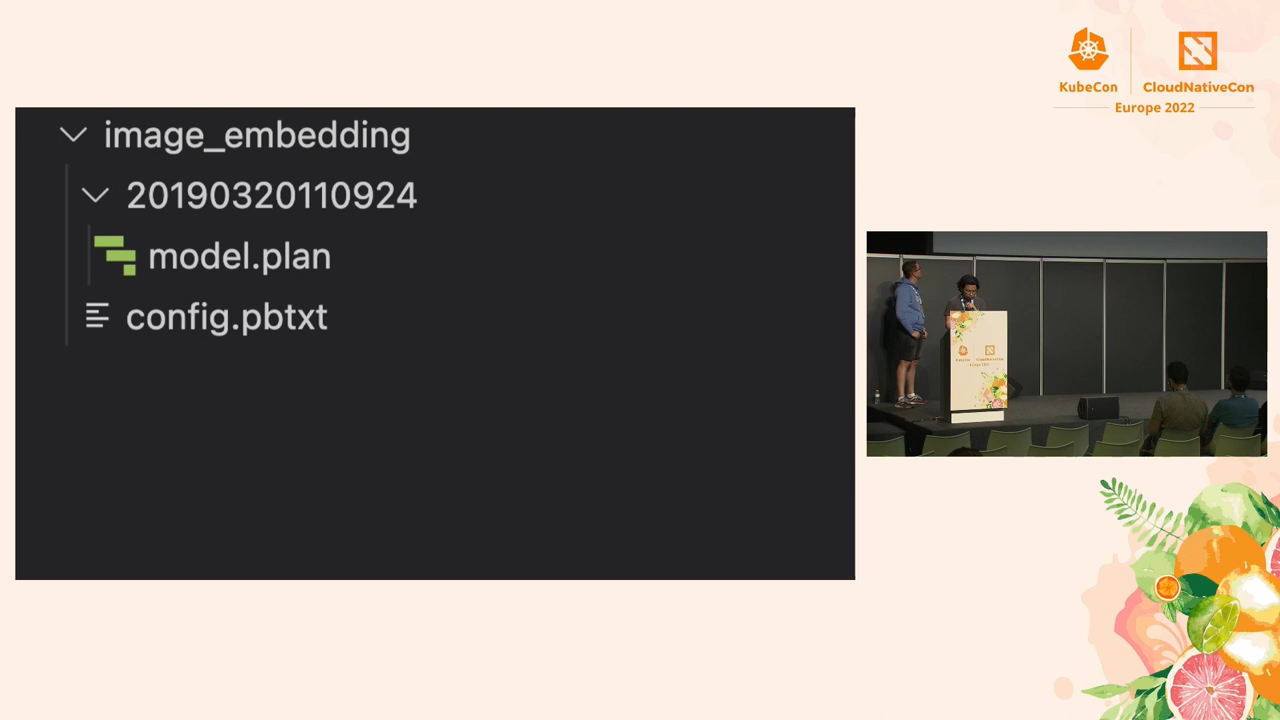 KubeCon
CloudNativeCon
Europe 2022
image_embedding
20190320110924
model.plan
config.pbtxt